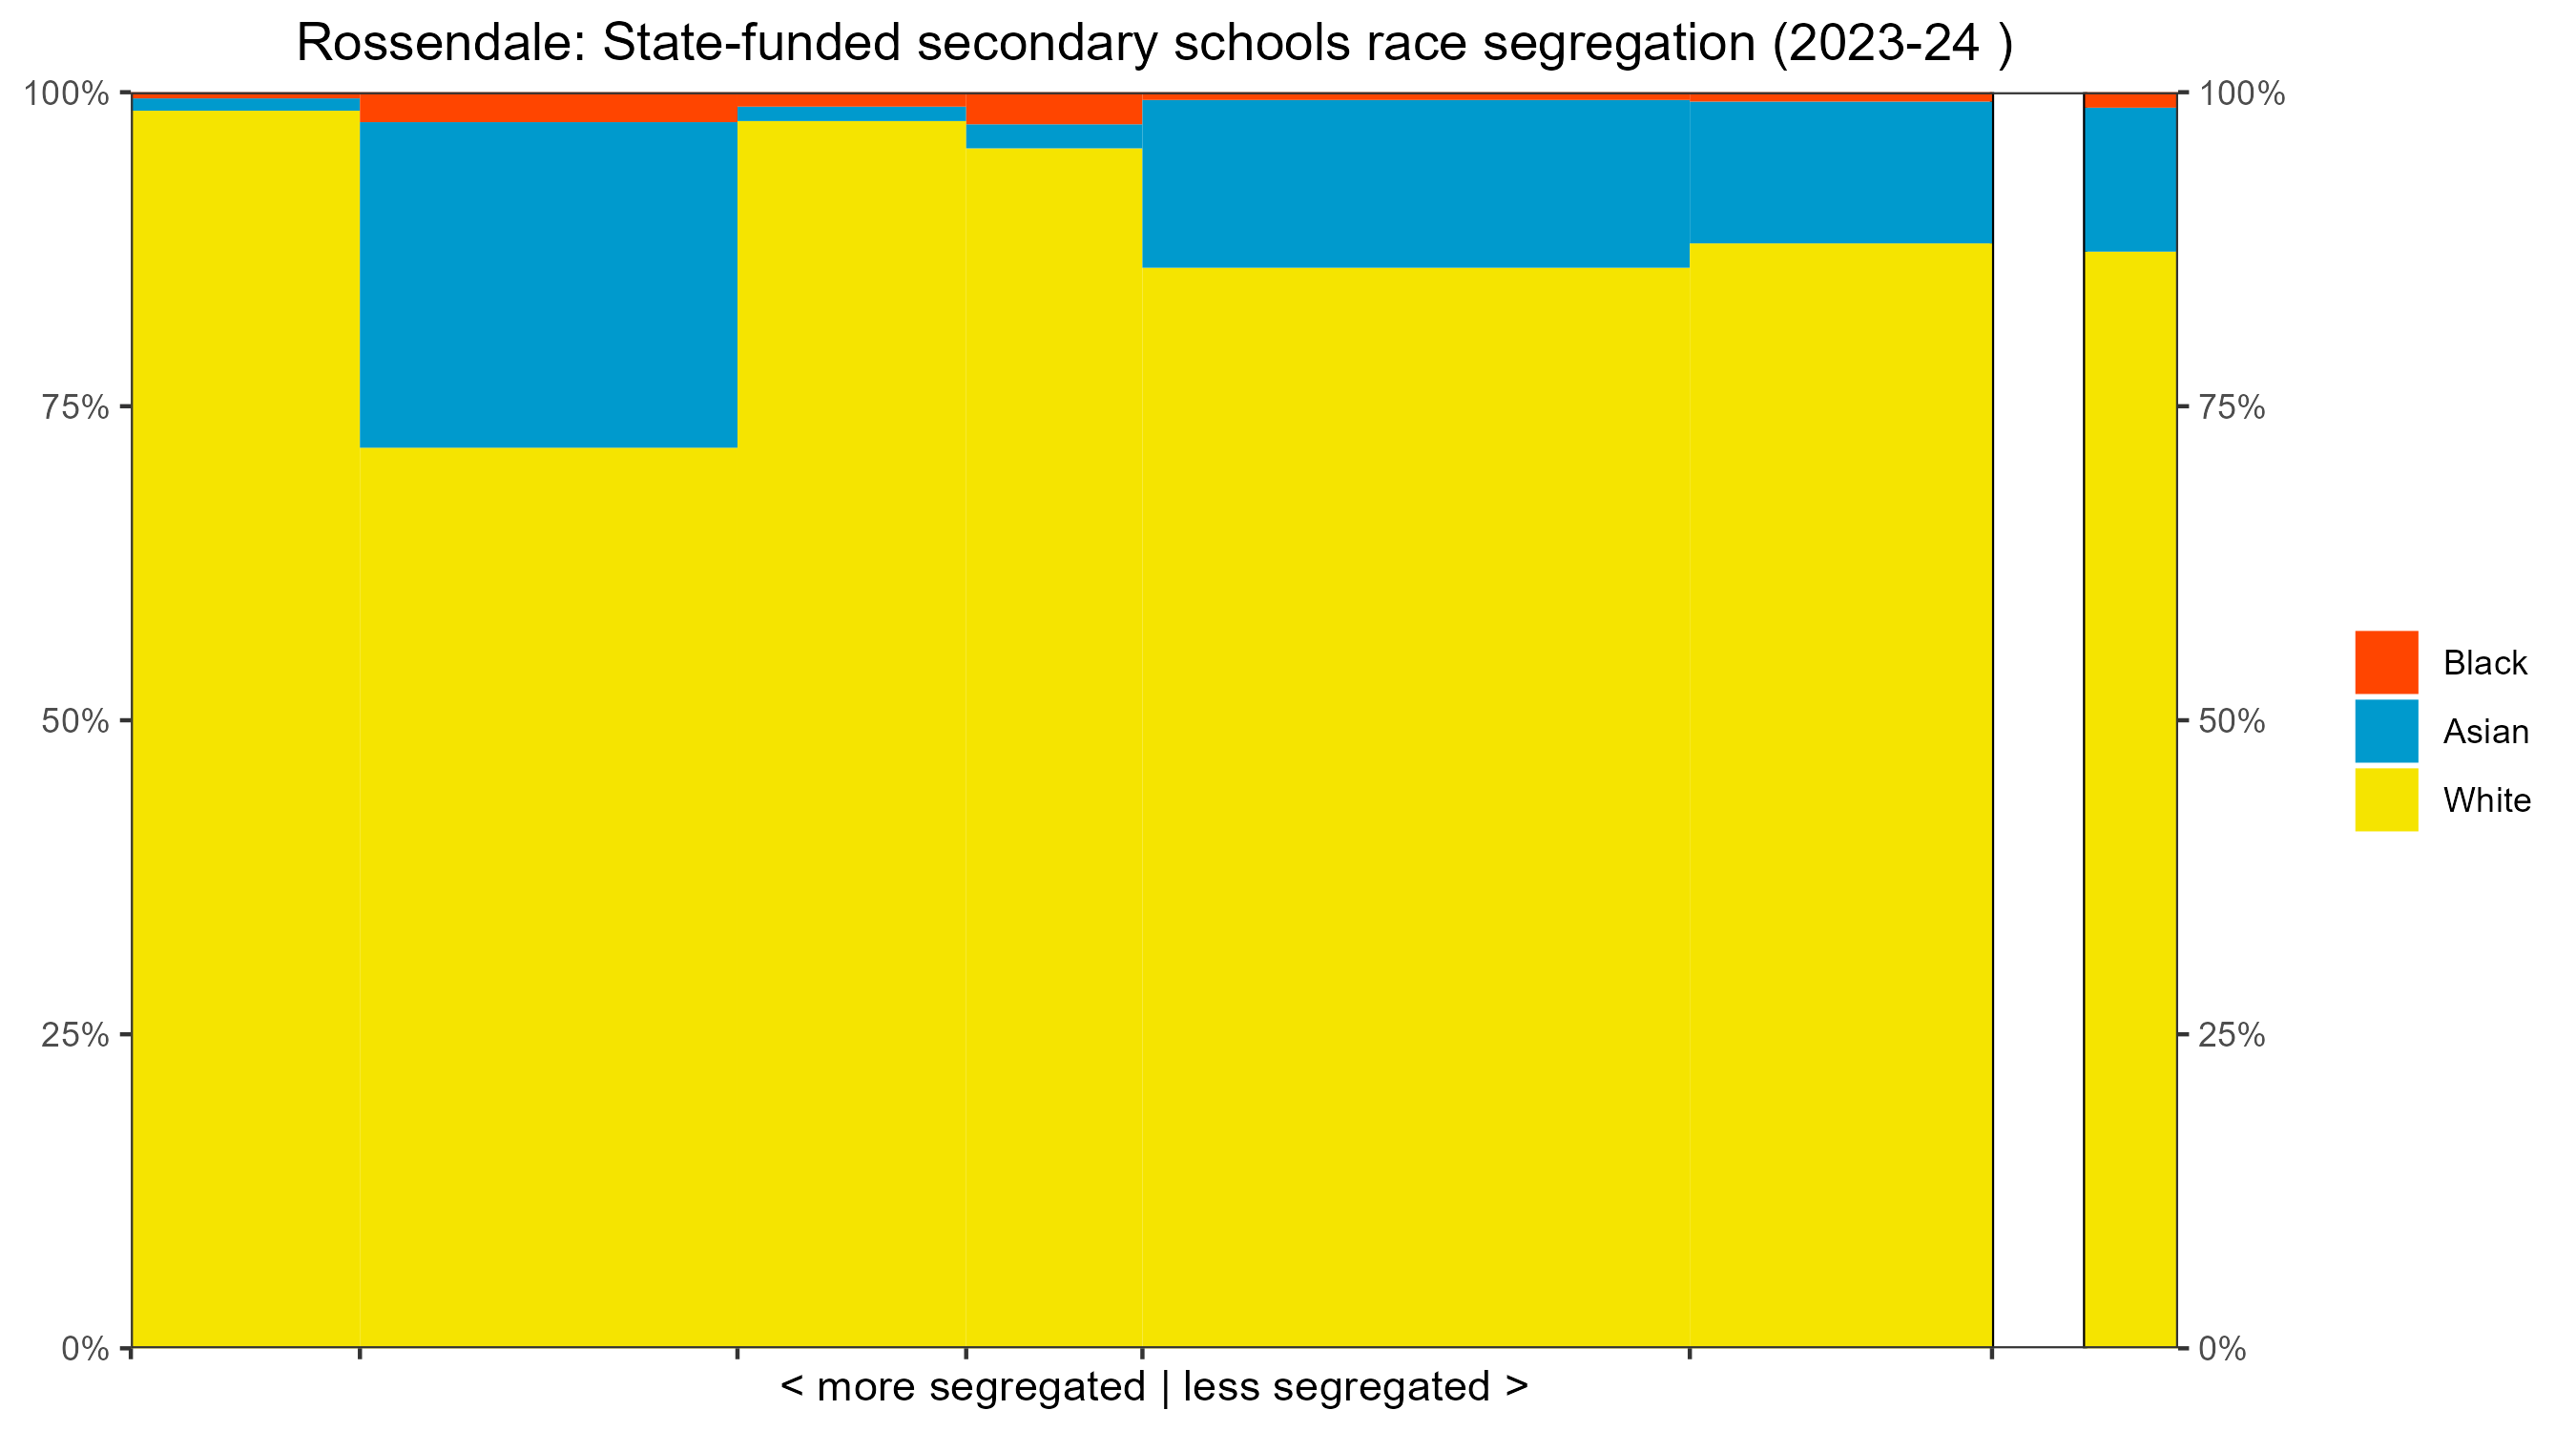 Rossendale: State-funded secondary schools race segregation (2023-24 )
100%
75%
50%
25%
0%
100%
75%
50%
25%
0%
Black
Asian
White
< more segregated | less segregated >